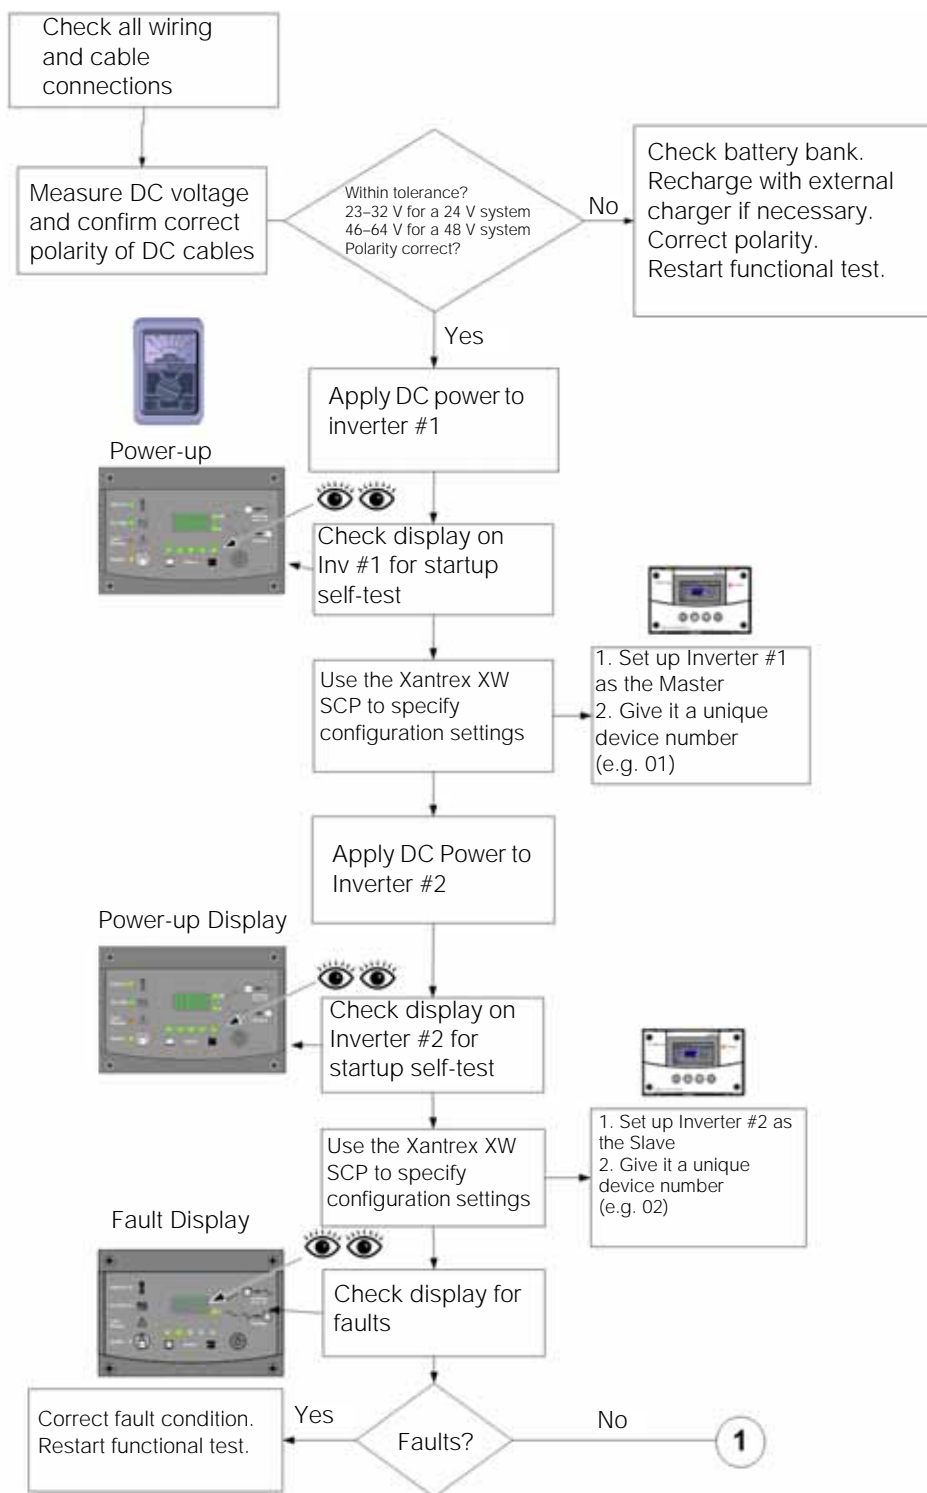 Check all wiring
and cable
connections
Measure DC voltage
and confirm correct
polarity of DC cables
Within tolerance?
23–32 V for a 24 V system
46–64 V for a 48 V system
Polarity correct?
No
Check battery bank.
Recharge with external
charger if necessary.
Correct polarity.
Restart functional test.
Yes
Apply DC power to
inverter #1
Power-up
Check display on
Inv #1 for startup
self-test
Use the Xantrex XW
SCP to specify
configuration settings
1. Set up Inverter #1
as the Master
2. Give it a unique
device number
(e.g. 01)
Apply DC Power to
Inverter #2
Power-up Display
Check display on
Inverter #2 for
startup self-test
Use the Xantrex XW
SCP to specify
configuration settings
1. Set up Inverter #2 as
the Slave
2. Give it a unique
device number
(e.g. 02)
Fault Display
Check display for
faults
Faults?
Yes
Correct fault condition.
Restart functional test.
No
1